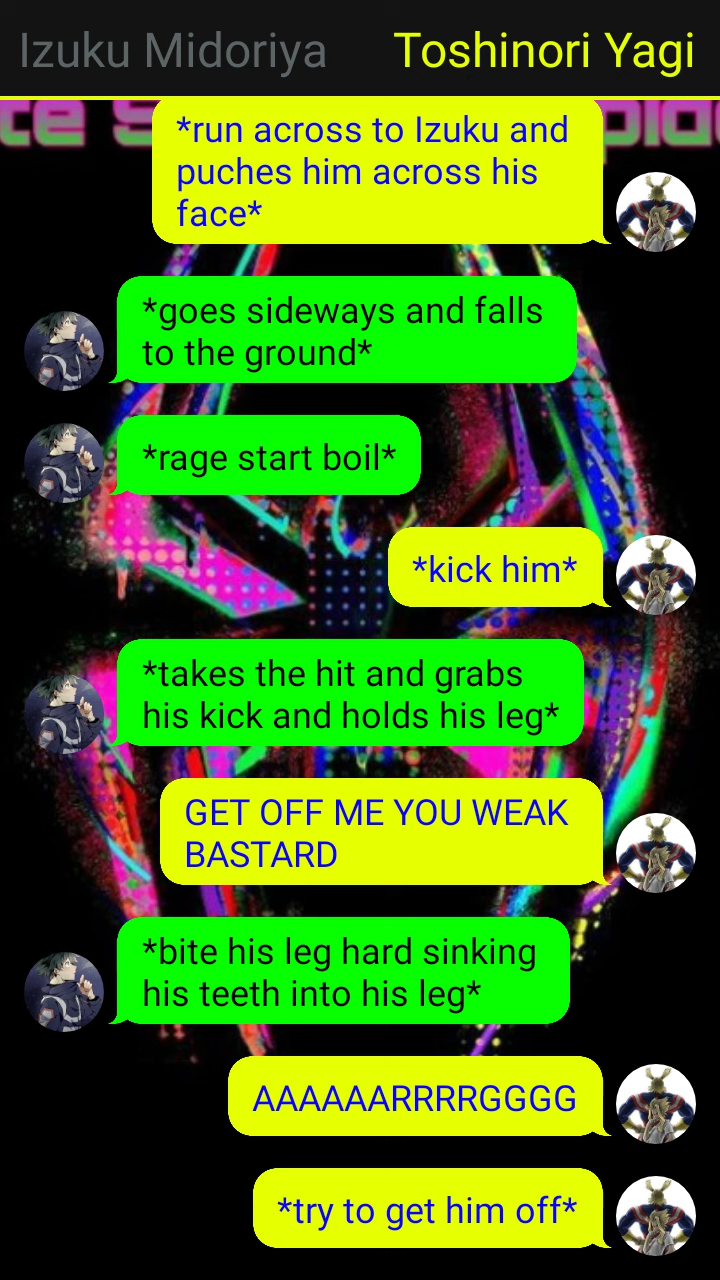 Izuku Midoriya
Toshinori Yagi
*run across to Izuku and
puches him across his
face*
*goes sideways and falls
to the ground*
*rage start boil*
*kick him*
*takes the hit and grabs
his kick and holds his leg*
GET OFF ME YOU WEAK
BASTARD
*bite his leg hard sinking
his teeth into his leg*
AAAAAARRRRGGGG
*try to get him off*